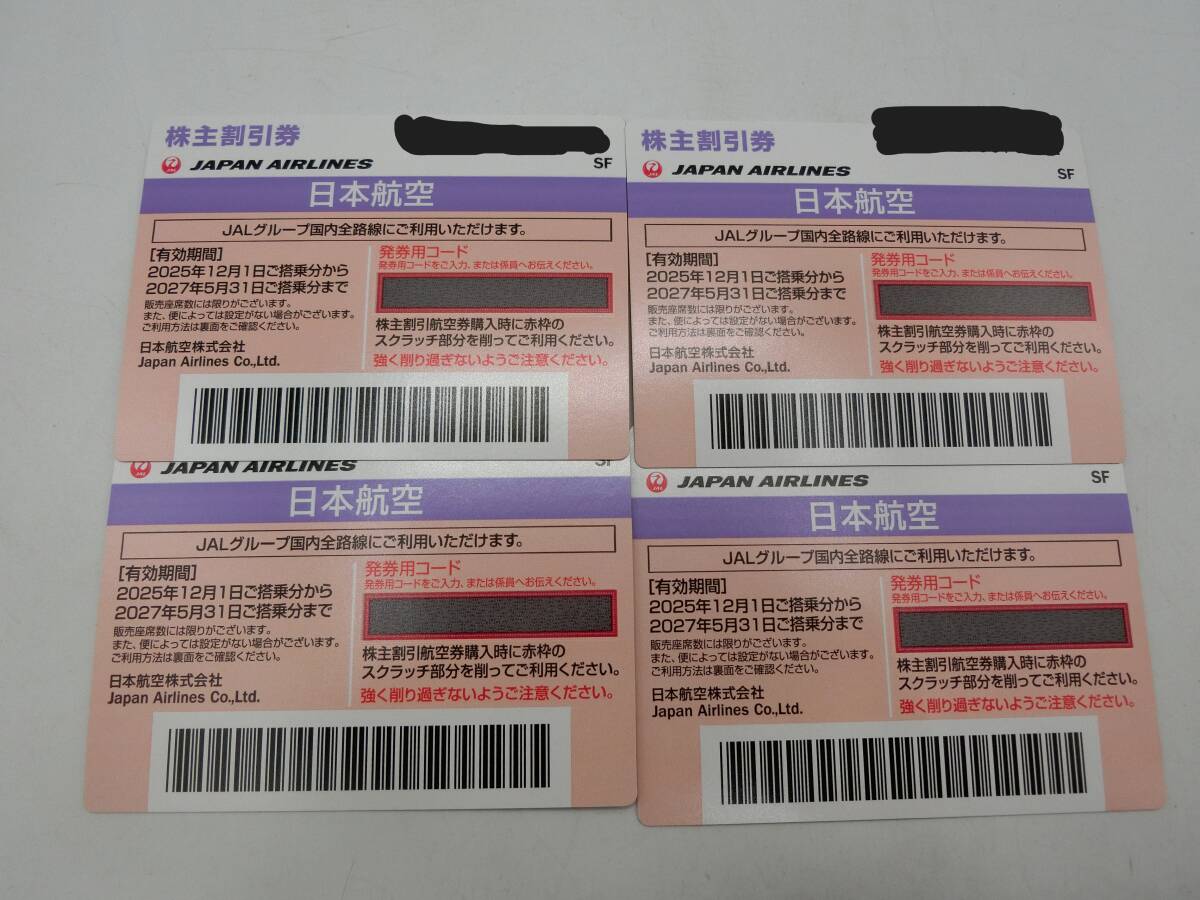 株主割引券
JAPAN AIRLINES
SF
日本航空
JALグループ国内全路線にご利用いただけます。
[有効期間]
2025年12月1日ご搭乗分から
2027年5月31日ご搭乗分まで
販売座席数には限りがございます。
また、便によっては設定がない場合がございます。
ご利用方法は裏面をご確認ください。
日本航空株式会社
Japan Airlines Co.,Ltd.
発券用コード
発券用コードをご入力、または係員へお伝えください。
株主割引航空券購入時に赤枠の
スクラッチ部分を削ってご利用ください。
強く削り過ぎないようご注意ください。
株主割引券
JAL
JAPAN AIRLINES
SF
日本航空
JALグループ国内全路線にご利用いただけます。
[有効期間]
2025年12月1日ご搭乗分から
2027年5月31日ご搭乗分まで
販売座席数には限りがございます。
また、便によっては設定がない場合がございます。
ご利用方法は裏面をご確認ください。
日本航空株式会社
Japan Airlines Co.,Ltd.
発券用コード
発券用コードをご入力、または係員へお伝えください。
株主割引航空券購入時に赤枠の
スクラッチ部分を削ってご利用ください。
強く削り過ぎないようご注意ください。
JAL
JAPAN AIRLINES
SF
日本航空
JALグループ国内全路線にご利用いただけます。
[有効期間]
2025年12月1日ご搭乗分から
2027年5月31日ご搭乗分まで
販売座席数には限りがございます。
また、便によっては設定がない場合がございます。
ご利用方法は裏面をご確認ください。
日本航空株式会社
Japan Airlines Co.,Ltd.
発券用コード
発券用コードをご入力、または係員へお伝えください。
株主割引航空券購入時に赤枠の
スクラッチ部分を削ってご利用ください。
強く削り過ぎないようご注意ください。
JAL
JAPAN AIRLINES
SF
日本航空
JALグループ国内全路線にご利用いただけます。
[有効期間]
2025年12月1日ご搭乗分から
2027年5月31日ご搭乗分まで
販売座席数には限りがございます。
また、便によっては設定がない場合がございます。
ご利用方法は裏面をご確認ください。
日本航空株式会社
Japan Airlines Co.,Ltd.
発券用コード
発券用コードをご入力、または係員へお伝えください。
株主割引航空券購入時に赤枠の
スクラッチ部分を削ってご利用ください。
強く削り過ぎないようご注意ください。